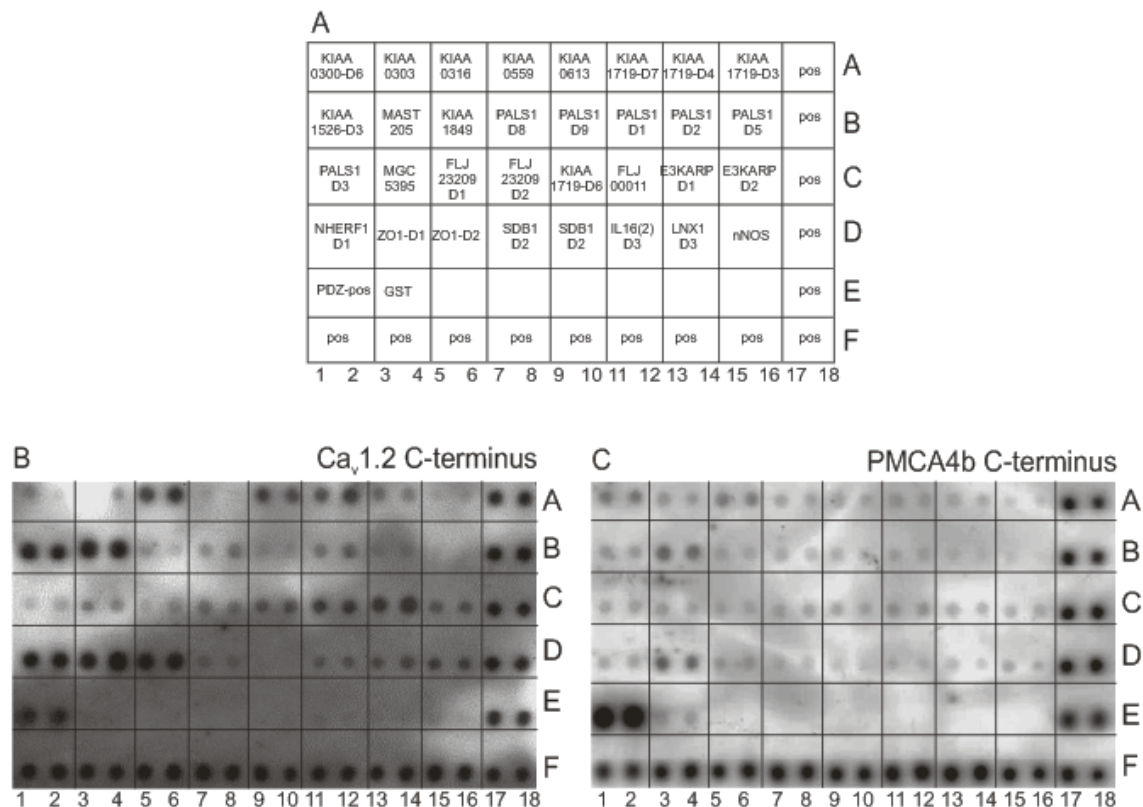 A
KIAA 0300-D6 KIAA 0303 KIAA 0316 KIAA 0559 KIAA 0613 KIAA 1719-D7 KIAA 1719-D4 KIAA 1719-D3 pos A
KIAA 1526-D3 MAST 205 KIAA 1849 PALS1 D8 PALS1 D9 PALS1 D1 PALS1 D2 PALS1 D5 pos B
PALS1 D3 MGC 5395 FLJ 23209 D1 FLJ 23209 D2 KIAA 1719-D6 FLJ 00011 E3KARP D1 E3KARP D2 pos C
NHERF1 D1 ZO1-D1 ZO1-D2 SDB1 D2 SDB1 D2 IL16(2) D3 LNX1 D3 nNOS pos D
PDZ-pos GST pos E
pos pos pos pos pos pos pos pos pos F
1 2 3 4 5 6 7 8 9 10 11 12 13 14 15 16 17 18
B Cav1.2 C-terminus
A
B
C
D
E
F
1 2 3 4 5 6 7 8 9 10 11 12 13 14 15 16 17 18
C PMCA4b C-terminus
A
B
C
D
E
F
1 2 3 4 5 6 7 8 9 10 11 12 13 14 15 16 17 18